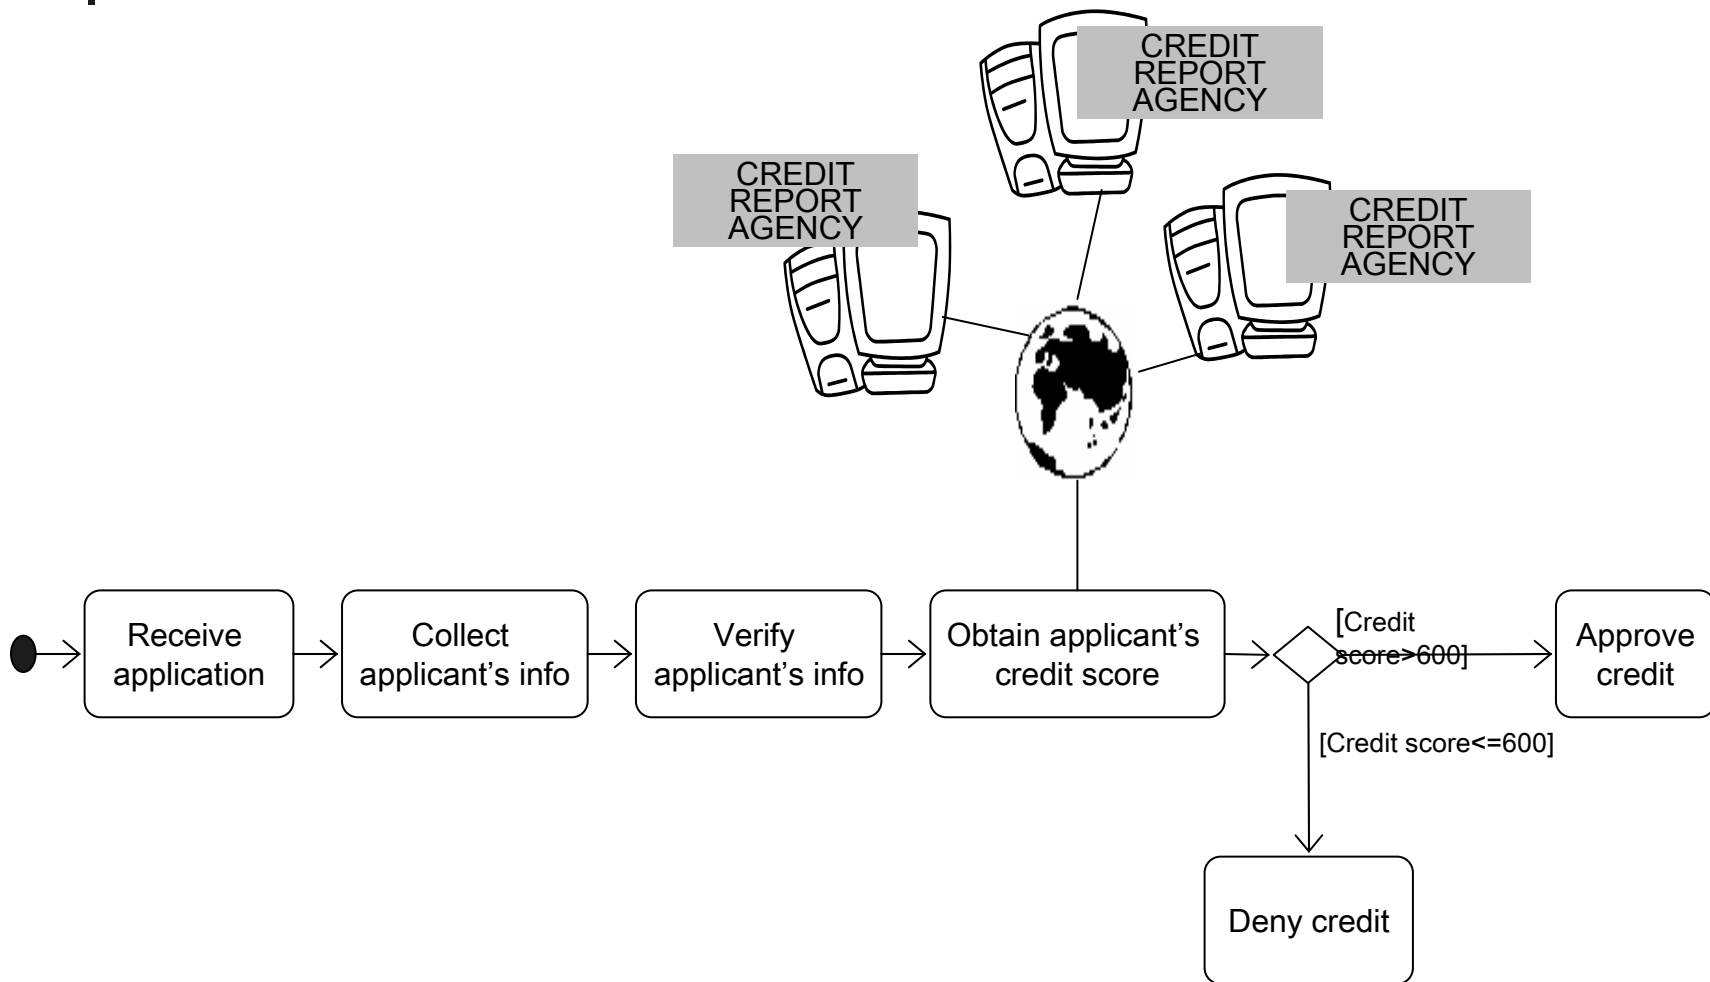 CREDIT
REPORT
AGENCY
CREDIT
REPORT
AGENCY
CREDIT
REPORT
AGENCY
Receive
application
Collect
applicant’s info
Verify
applicant’s info
Obtain applicant’s
credit score
[Credit
score>600]
Approve
credit
[Credit score<=600]
Deny credit